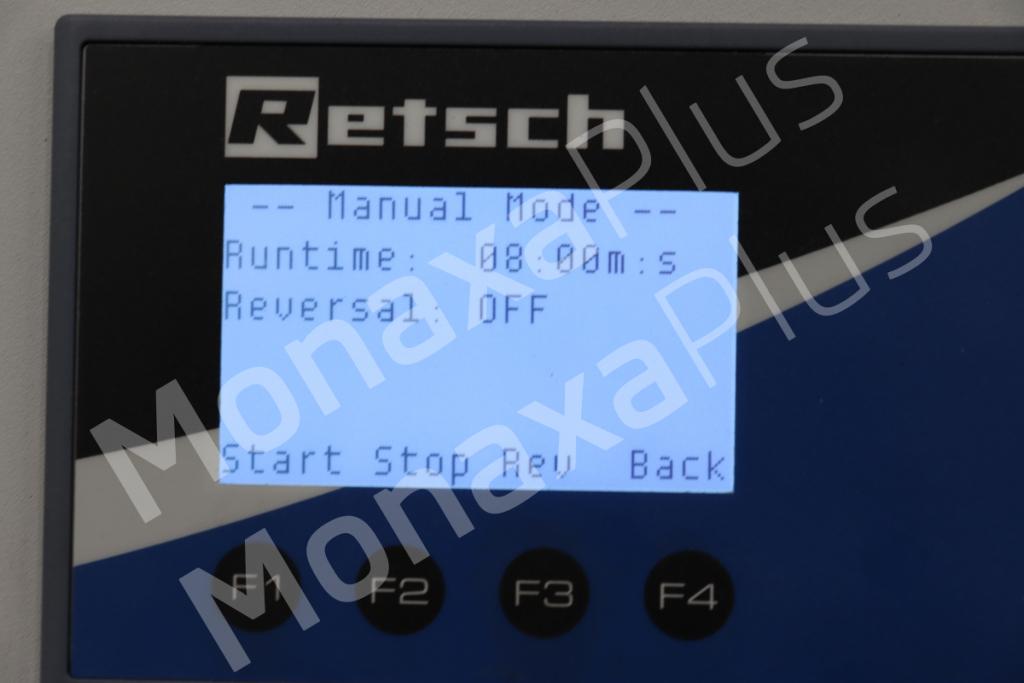 Retsch
-- Manual Mode --
Runtime: 08:00m:s
Reversal: OFF
Start Stop Rev Back
F1 F2 F3 F4
MonaxaPlus
MonaxaPlus